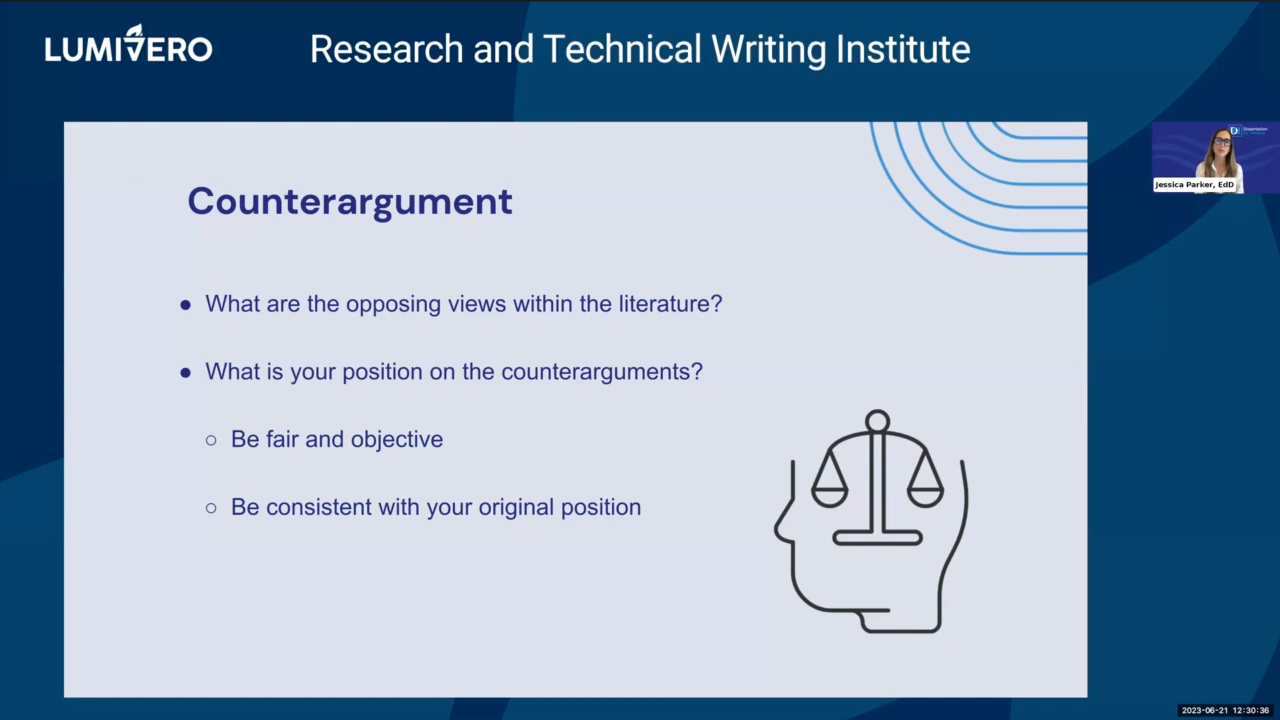 LUMIVERO
Research and Technical Writing Institute
Counterargument
● What are the opposing views within the literature?
● What is your position on the counterarguments?
○ Be fair and objective
○ Be consistent with your original position
Dissertation
Jessica Parker, EdD
2023-06-21 12:30:36